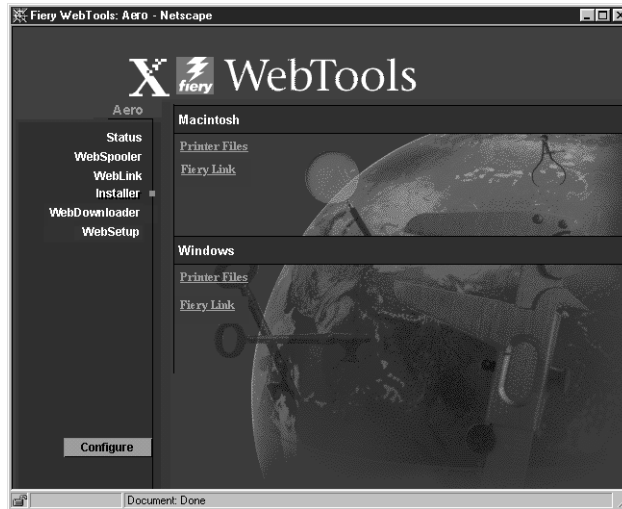 Fiery WebTools: Aero - Netscape
X fiery WebTools
Aero
Status
WebSpooler
WebLink
Installer
WebDownloader
WebSetup
Configure
Macintosh
Printer Files
Fiery Link
Windows
Printer Files
Fiery Link
Document: Done